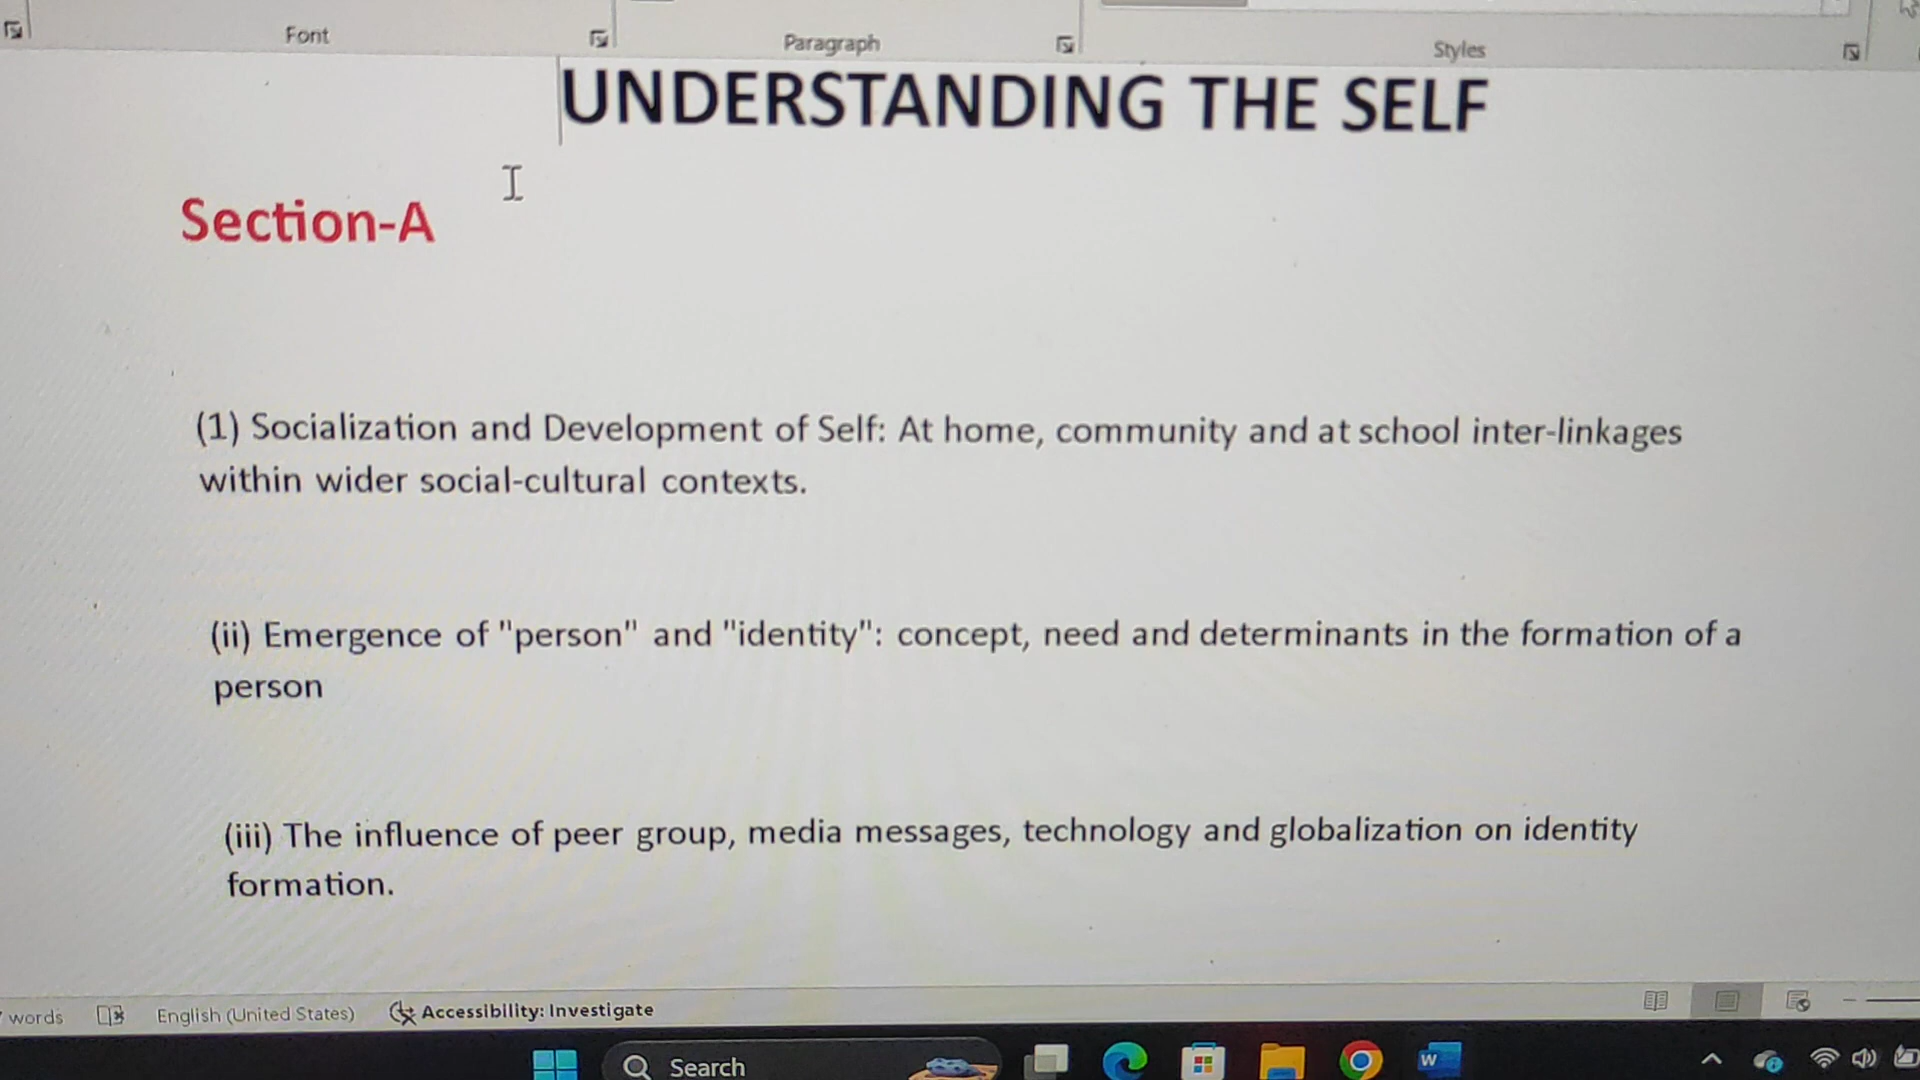 Font
Paragraph
Styles
UNDERSTANDING THE SELF
Section-A
(1) Socialization and Development of Self: At home, community and at school inter-linkages
within wider social-cultural contexts.
(ii) Emergence of "person" and "identity": concept, need and determinants in the formation of a
person
(iii) The influence of peer group, media messages, technology and globalization on identity
formation.
words
English (United States)
Accessibility: Investigate
Search
W